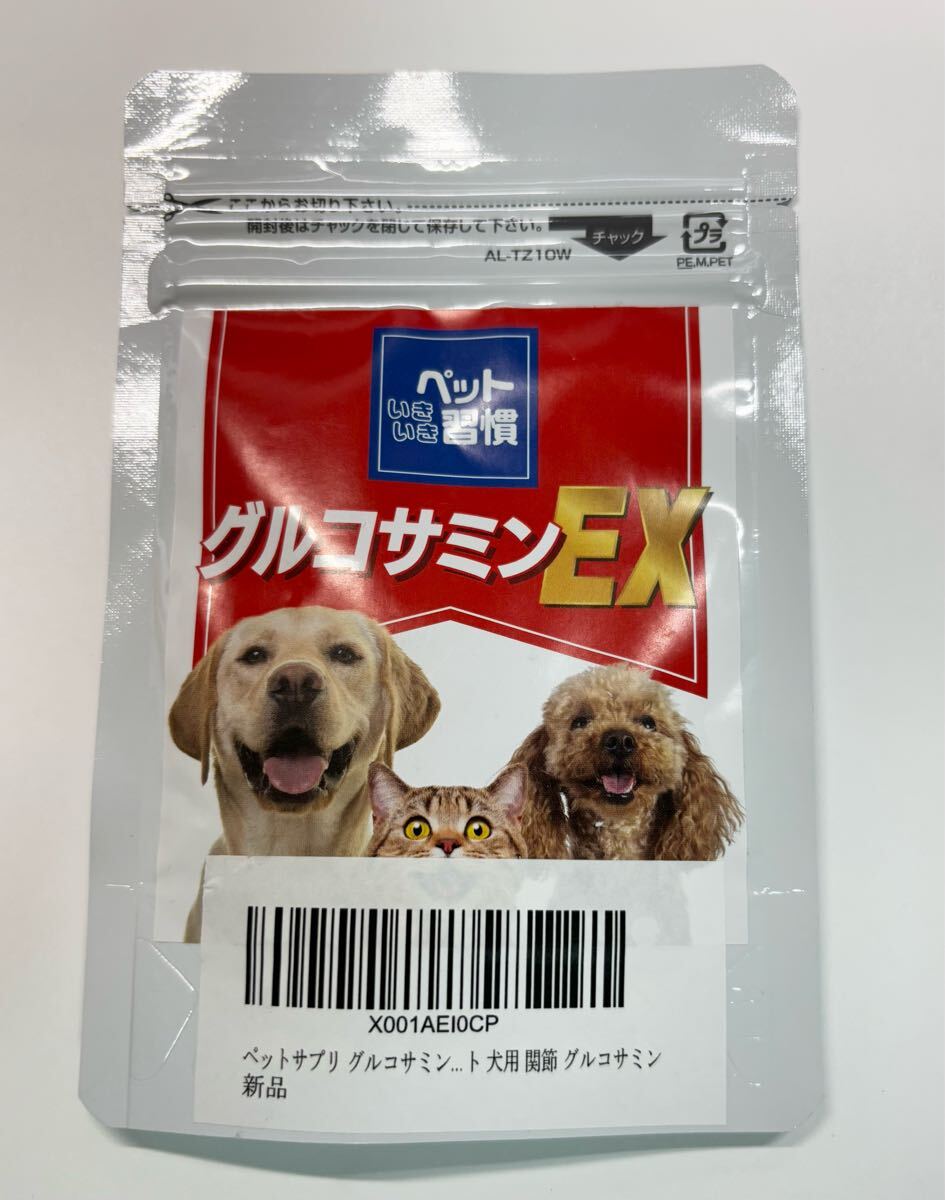 ここからお切り下さい。
開封後はチャックを閉じて保存して下さい。
チャック
プラ
AL-TZ10W
PE.M.PET
ペット
いきいき習慣
グルコサミンEX
X001AEI0CP
ペットサプリ グルコサミン...ト 犬用 関節 グルコサミン
新品